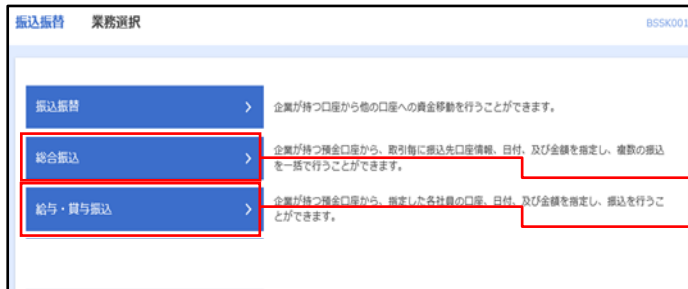 振込振替 業務選択 BSSK001
振込振替 企業が持つ口座から他の口座への資金移動を行うことができます。
総合振込 企業が持つ預金口座から、取引毎に振込先口座情報、日付、及び金額を指定し、複数の振込
を一括で行うことができます。
給与・賞与振込 企業が持つ預金口座から、指定した各社員の口座、日付、及び金額を指定し、振込を行うこ
とができます。